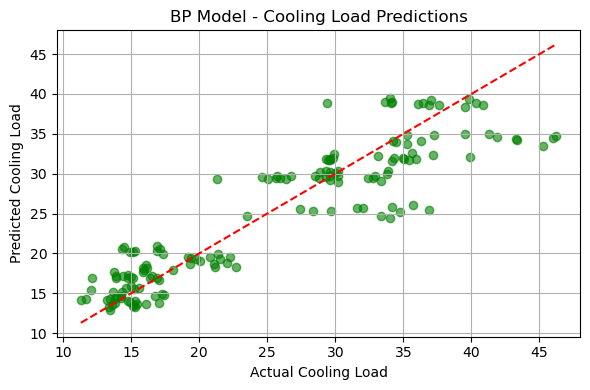 BP Model - Cooling Load Predictions
Predicted Cooling Load
45
40
35
30
25
20
15
10
10 15 20 25 30 35 40 45
Actual Cooling Load